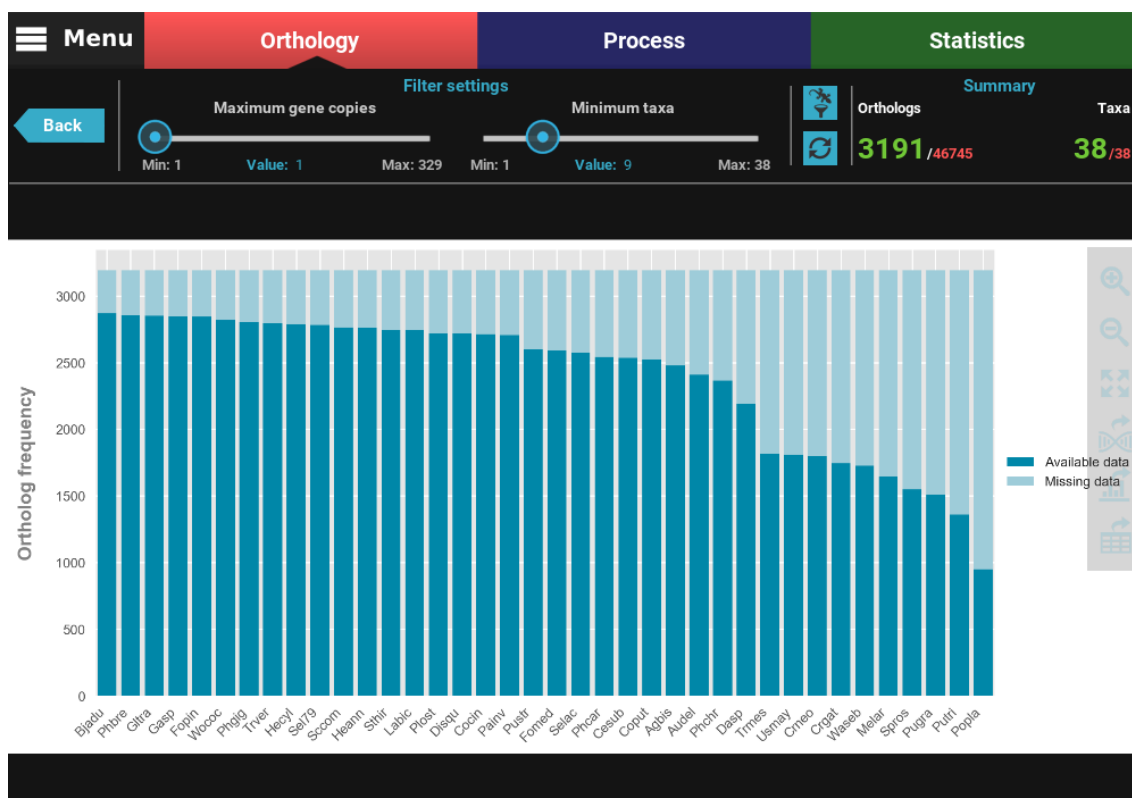 Menu
Orthology
Process
Statistics
Back
Filter settings
Maximum gene copies
Minimum taxa
Min: 1
Value: 1
Max: 329
Min: 1
Value: 9
Max: 38
Summary
Orthologs
Taxa
3191/46745
38/38
Ortholog frequency
3000
2500
2000
1500
1000
500
0
Bjadu
Phbre
Gltra
Gasp
Fopin
Wococ
Phgig
Trver
Hecyl
Sel79
Sccom
Heann
Sthir
Labic
Plost
Disqu
Cocin
Painv
Pustr
Fomed
Selac
Phcar
Cesub
Coput
Agbis
Audel
Phchr
Dasp
Trmes
Usmay
Crneo
Crgat
Waseb
Melar
Spros
Pugra
Putri
Popla
Available data
Missing data